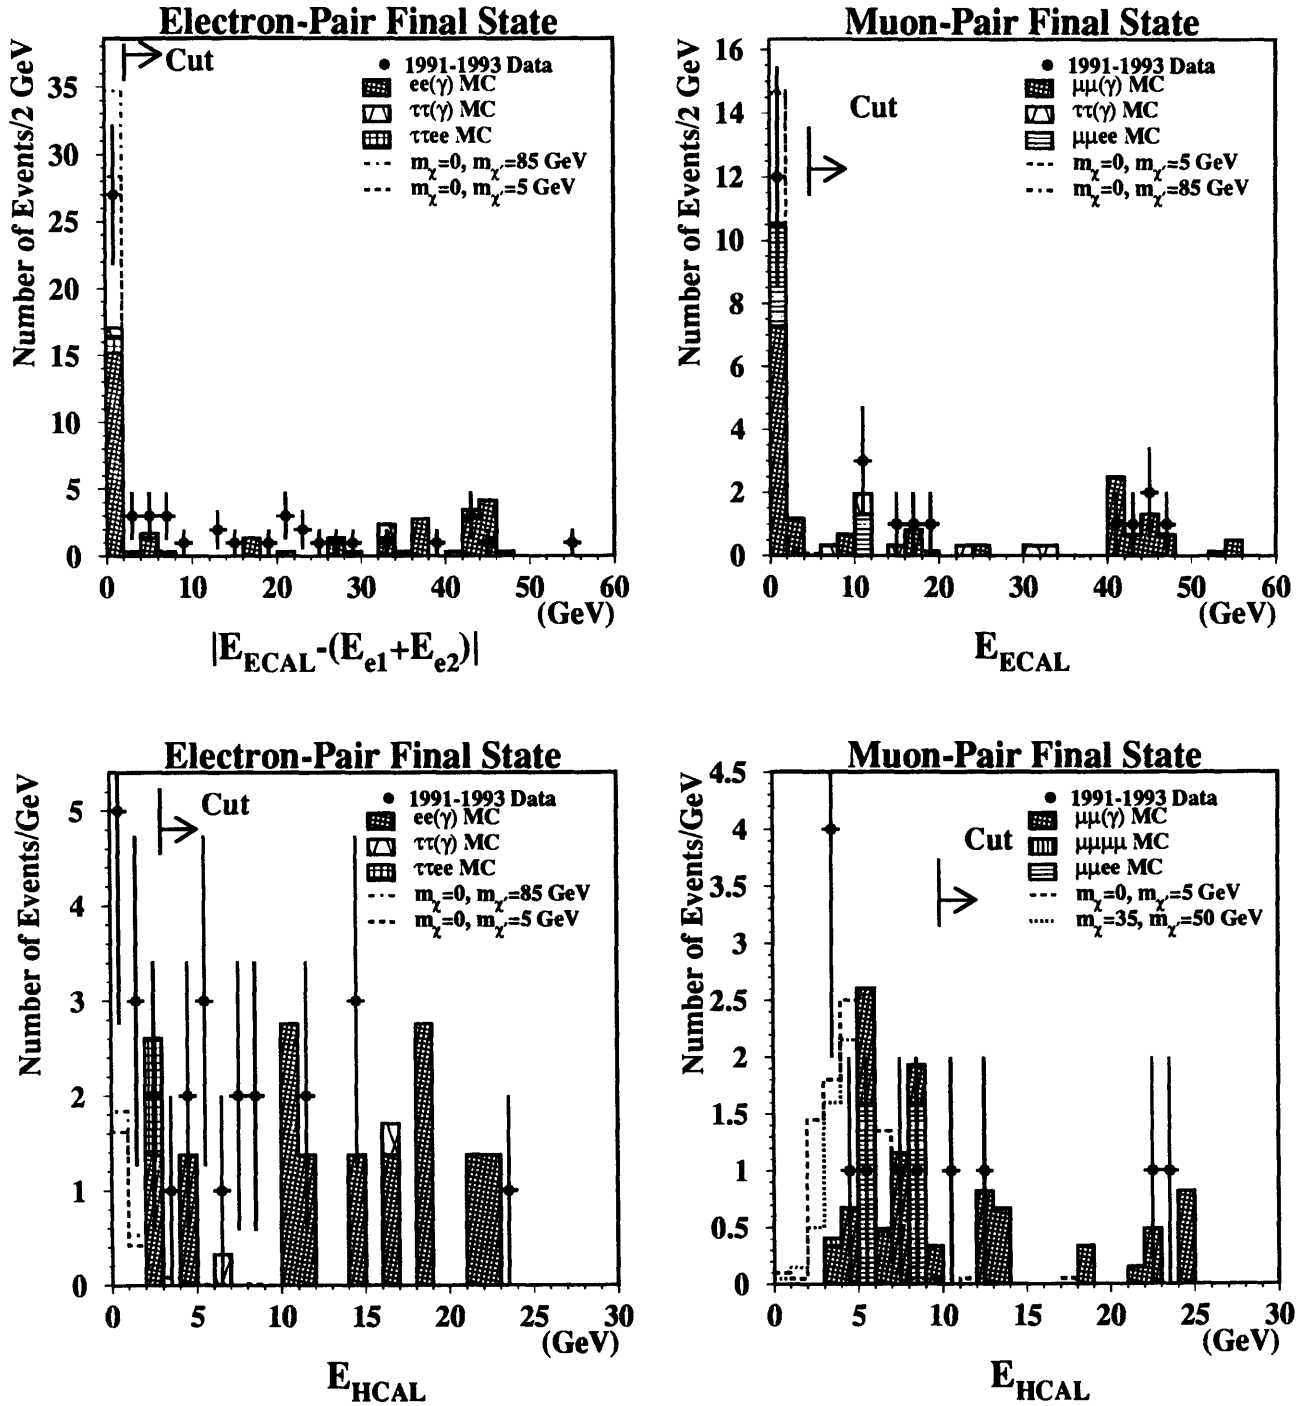 Electron-Pair Final State
Number of Events/2 GeV
Cut
1991-1993 Data
ee(γ) MC
ττ(γ) MC
ττee MC
mχ=0, mχ′=85 GeV
mχ=0, mχ′=5 GeV
35
30
25
20
15
10
5
0
0 10 20 30 40 50 60
(GeV)
|E_ECAL-(E_e1+E_e2)|
Muon-Pair Final State
Number of Events/2 GeV
Cut
1991-1993 Data
μμ(γ) MC
ττ(γ) MC
μμee MC
mχ=0, mχ′=5 GeV
mχ=0, mχ′=85 GeV
16
14
12
10
8
6
4
2
0
0 10 20 30 40 50 60
(GeV)
E_ECAL
Electron-Pair Final State
Number of Events/GeV
Cut
1991-1993 Data
ee(γ) MC
ττ(γ) MC
ττee MC
mχ=0, mχ′=85 GeV
mχ=0, mχ′=5 GeV
5
4
3
2
1
0
0 5 10 15 20 25 30
(GeV)
E_HCAL
Muon-Pair Final State
Number of Events/GeV
Cut
1991-1993 Data
μμ(γ) MC
μμμμ MC
μμee MC
mχ=0, mχ′=5 GeV
mχ=35, mχ′=50 GeV
4.5
4
3.5
3
2.5
2
1.5
1
0.5
0
0 5 10 15 20 25 30
(GeV)
E_HCAL